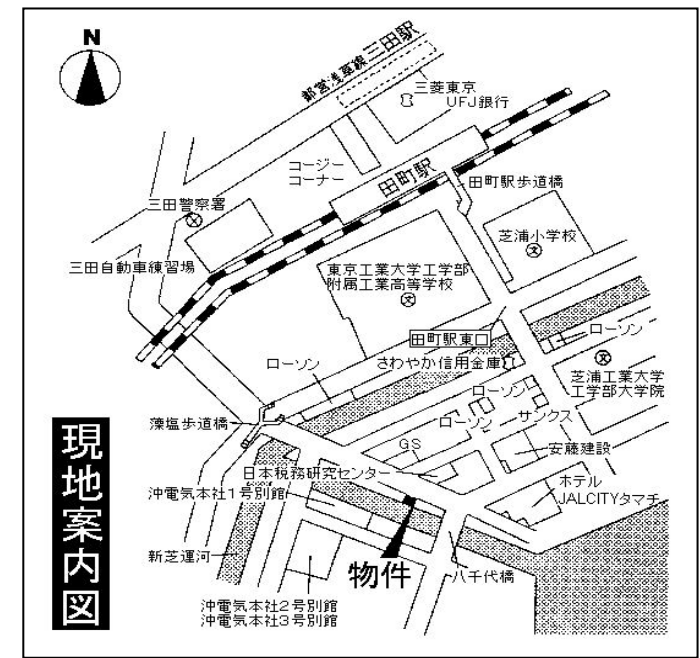 N
都営浅草線 三田駅
三菱東京
UFJ銀行
コージー
コーナー
田町駅
田町駅歩道橋
三田警察署
芝浦小学校
三田自動車練習場
東京工業大学工学部
附属工業高等学校
田町駅東口
ローソン
ローソン
さわやか信用金庫
芝浦工業大学
工学部大学院
ローソン
サンクス
ローソン
藻塩歩道橋
GS
安藤建設
日本税務研究センター
ホテル
JALCITYタマチ
沖電気本社1号別館
新芝運河
物件
八千代橋
沖電気本社2号別館
沖電気本社3号別館
現地案内図